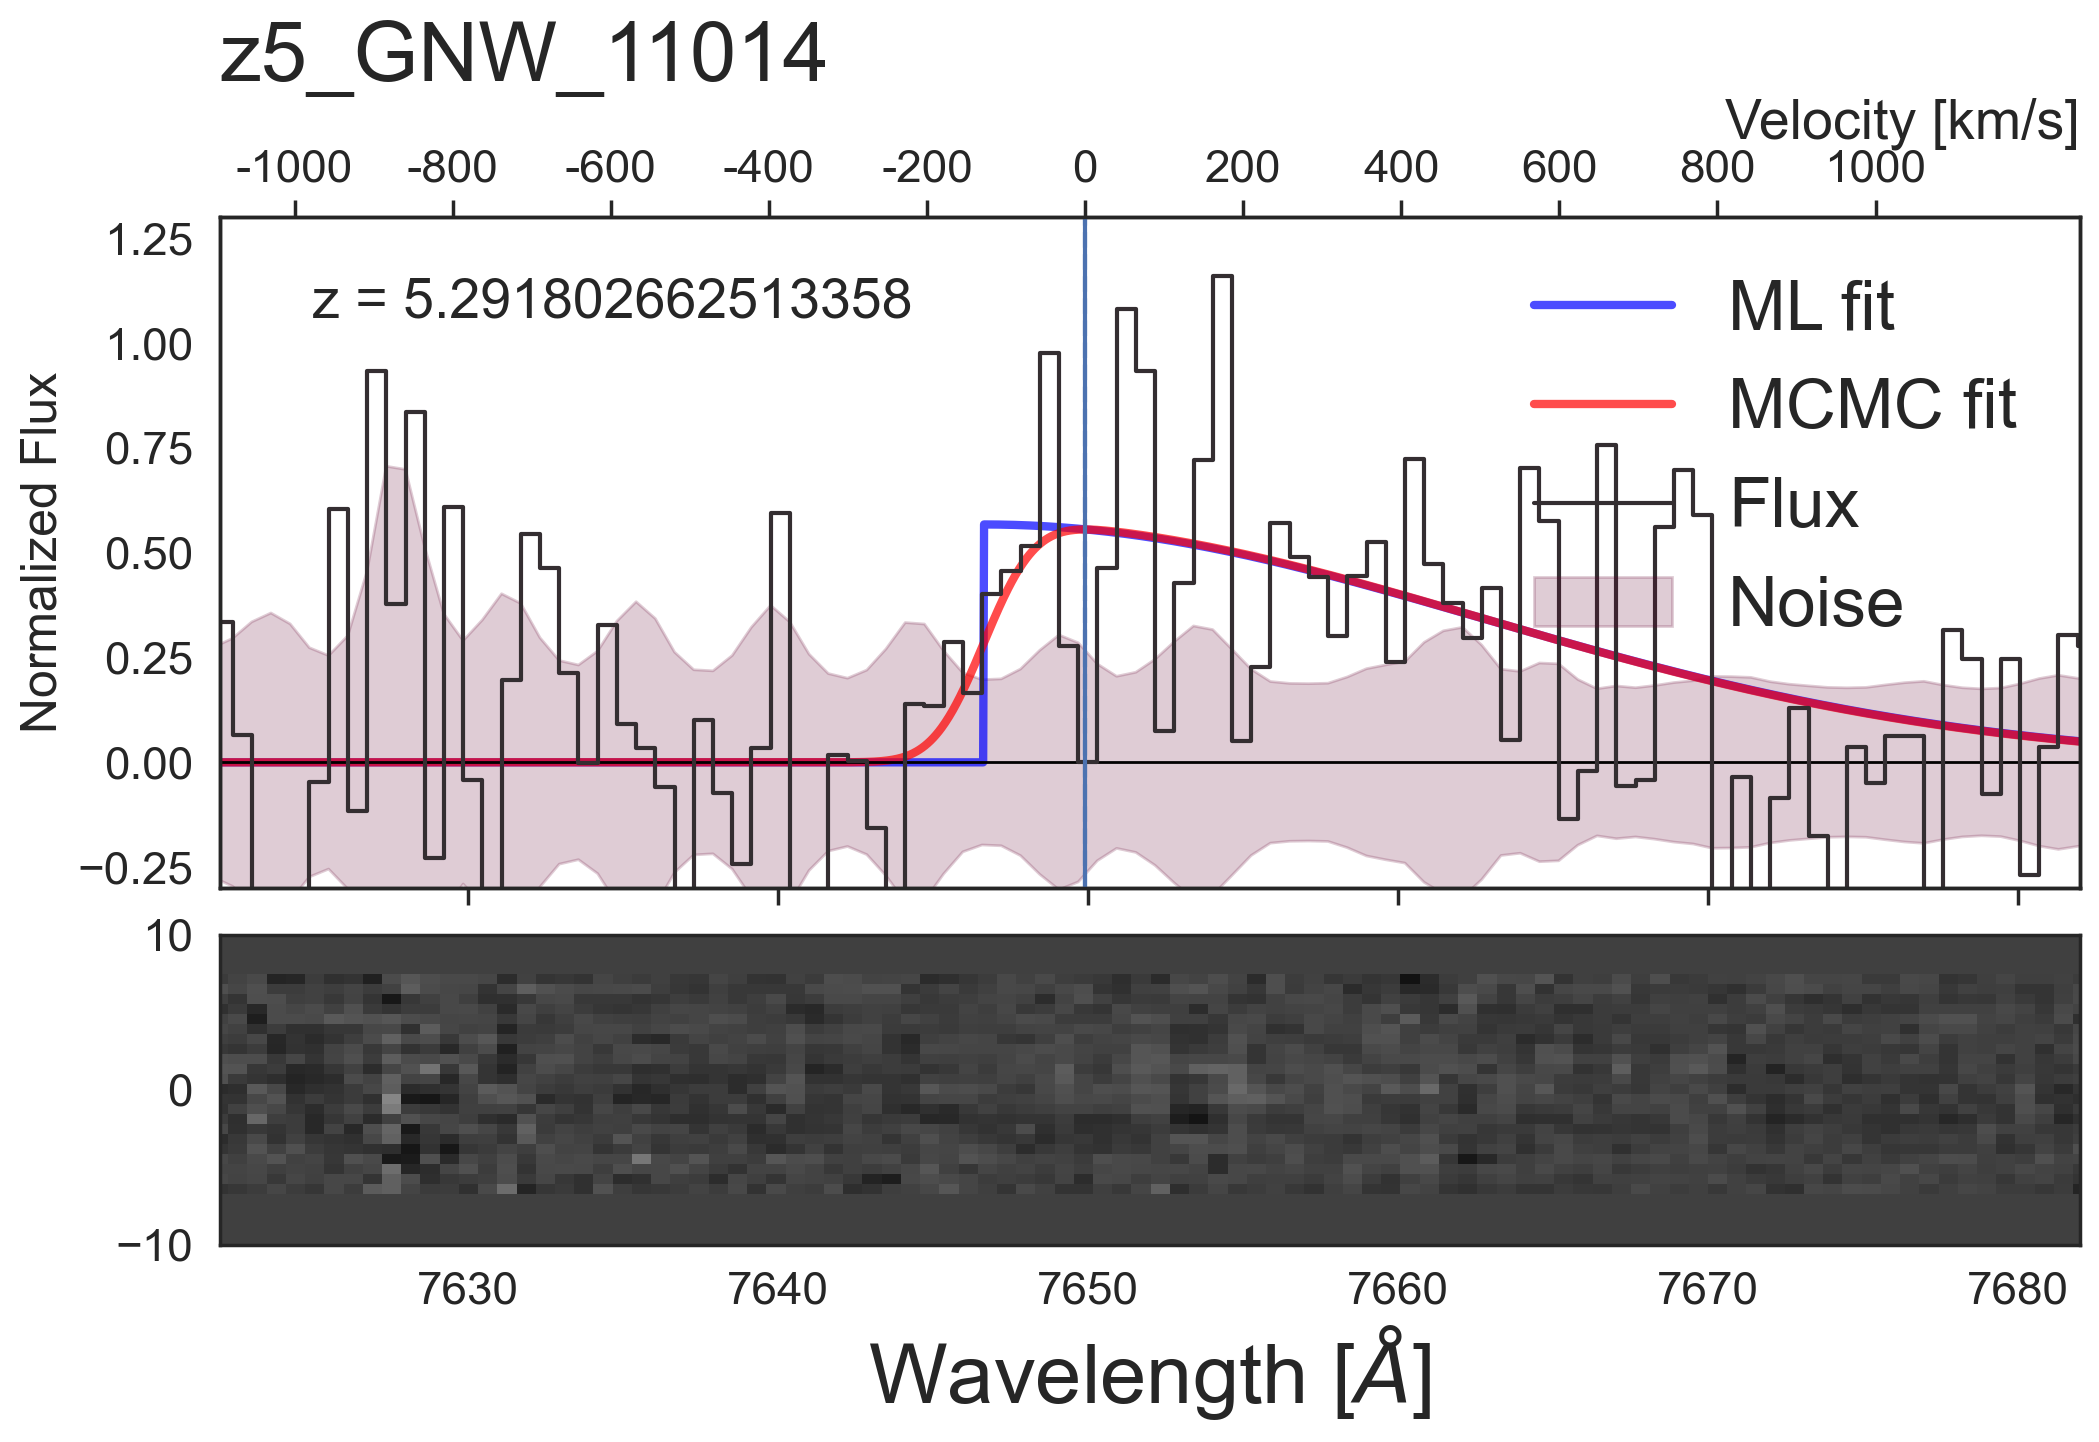 z5_GNW_11014
Velocity [km/s]
-1000 -800 -600 -400 -200 0 200 400 600 800 1000
1.25
1.00
0.75
0.50
0.25
0.00
−0.25
Normalized Flux
z = 5.291802662513358
ML fit
MCMC fit
Flux
Noise
10
0
−10
7630 7640 7650 7660 7670 7680
Wavelength [Å]